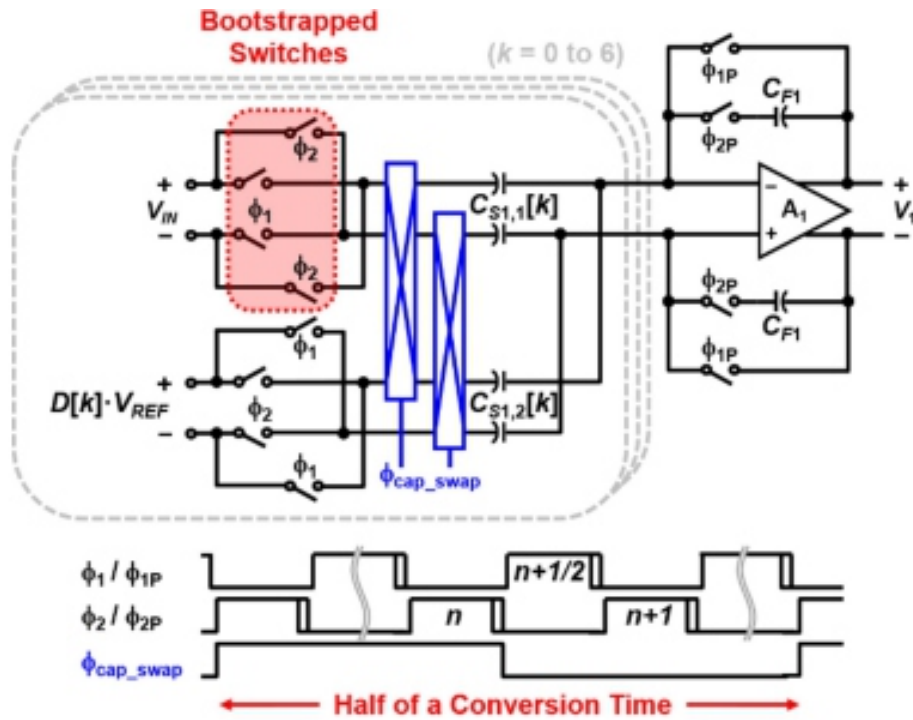 Bootstrapped
Switches
(k = 0 to 6)
ϕ1P
CF1
ϕ2P
ϕ2
+
VIN
−
ϕ1
ϕ2
CS1,1[k]
−
A1
+
+
V1
−
ϕ2P
CF1
ϕ1P
ϕ1
+
D[k]·VREF
−
ϕ2
ϕ1
CS1,2[k]
ϕcap_swap
ϕ1 / ϕ1P
n+1/2
ϕ2 / ϕ2P
n
n+1
ϕcap_swap
Half of a Conversion Time